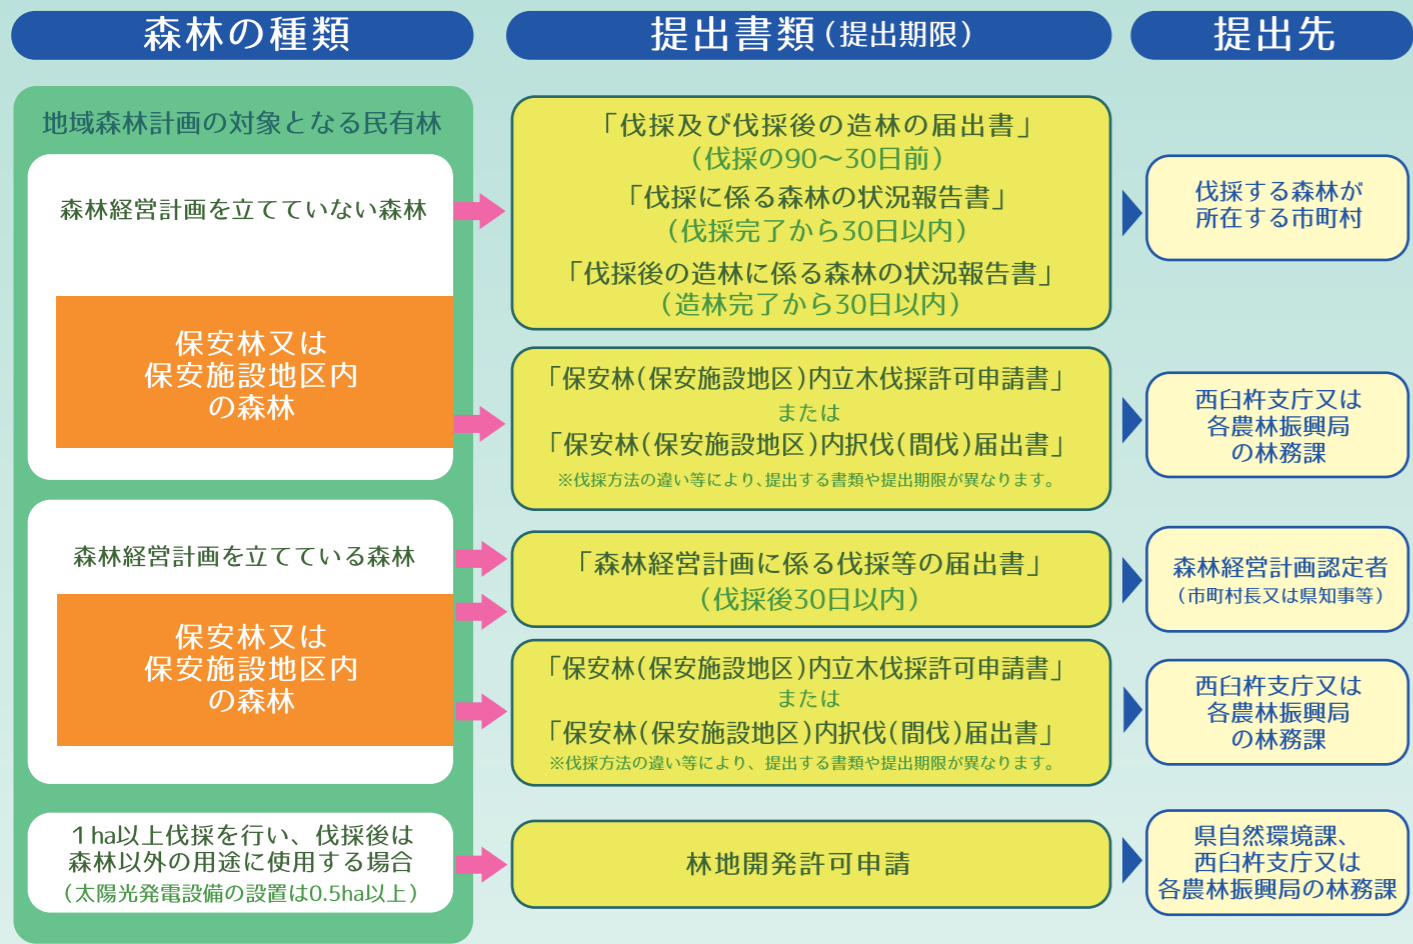 森林の種類
提出書類(提出期限)
提出先
地域森林計画の対象となる民有林
森林経営計画を立てていない森林
「伐採及び伐採後の造林の届出書」
(伐採の90〜30日前)
「伐採に係る森林の状況報告書」
(伐採完了から30日以内)
「伐採後の造林に係る森林の状況報告書」
(造林完了から30日以内)
伐採する森林が
所在する市町村
保安林又は
保安施設地区内
の森林
「保安林(保安施設地区)内立木伐採許可申請書」
または
「保安林(保安施設地区)内択伐(間伐)届出書」
※伐採方法の違い等により、提出する書類や提出期限が異なります。
西臼杵支庁又は
各農林振興局
の林務課
森林経営計画を立てている森林
「森林経営計画に係る伐採等の届出書」
(伐採後30日以内)
森林経営計画認定者
(市町村長又は県知事等)
保安林又は
保安施設地区内
の森林
「保安林(保安施設地区)内立木伐採許可申請書」
または
「保安林(保安施設地区)内択伐(間伐)届出書」
※伐採方法の違い等により、提出する書類や提出期限が異なります。
西臼杵支庁又は
各農林振興局
の林務課
1ha以上伐採を行い、伐採後は
森林以外の用途に使用する場合
(太陽光発電設備の設置は0.5ha以上)
林地開発許可申請
県自然環境課、
西臼杵支庁又は
各農林振興局の林務課